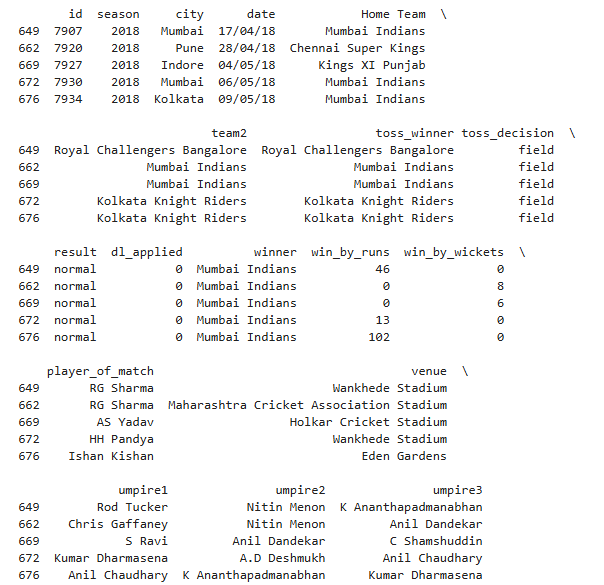 id season city date Home Team \
649 7907 2018 Mumbai 17/04/18 Mumbai Indians
662 7920 2018 Pune 28/04/18 Chennai Super Kings
669 7927 2018 Indore 04/05/18 Kings XI Punjab
672 7930 2018 Mumbai 06/05/18 Mumbai Indians
676 7934 2018 Kolkata 09/05/18 Mumbai Indians
team2 toss_winner toss_decision \
649 Royal Challengers Bangalore Royal Challengers Bangalore field
662 Mumbai Indians Mumbai Indians field
669 Mumbai Indians Mumbai Indians field
672 Kolkata Knight Riders Kolkata Knight Riders field
676 Kolkata Knight Riders Kolkata Knight Riders field
result dl_applied winner win_by_runs win_by_wickets \
649 normal 0 Mumbai Indians 46 0
662 normal 0 Mumbai Indians 0 8
669 normal 0 Mumbai Indians 0 6
672 normal 0 Mumbai Indians 13 0
676 normal 0 Mumbai Indians 102 0
player_of_match venue \
649 RG Sharma Wankhede Stadium
662 RG Sharma Maharashtra Cricket Association Stadium
669 AS Yadav Holkar Cricket Stadium
672 HH Pandya Wankhede Stadium
676 Ishan Kishan Eden Gardens
umpire1 umpire2 umpire3
649 Rod Tucker Nitin Menon K Ananthapadmanabhan
662 Chris Gaffaney Nitin Menon Anil Dandekar
669 S Ravi Anil Dandekar C Shamshuddin
672 Kumar Dharmasena A.D Deshmukh Anil Chaudhary
676 Anil Chaudhary K Ananthapadmanabhan Kumar Dharmasena